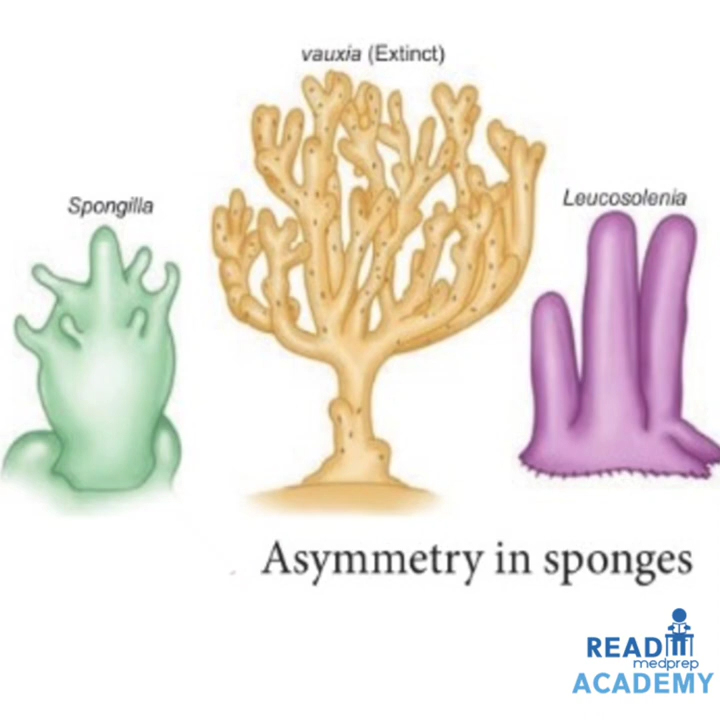 vauxia (Extinct)
Spongilla
Leucosolenia
Asymmetry in sponges
READ
medprep
ACADEMY